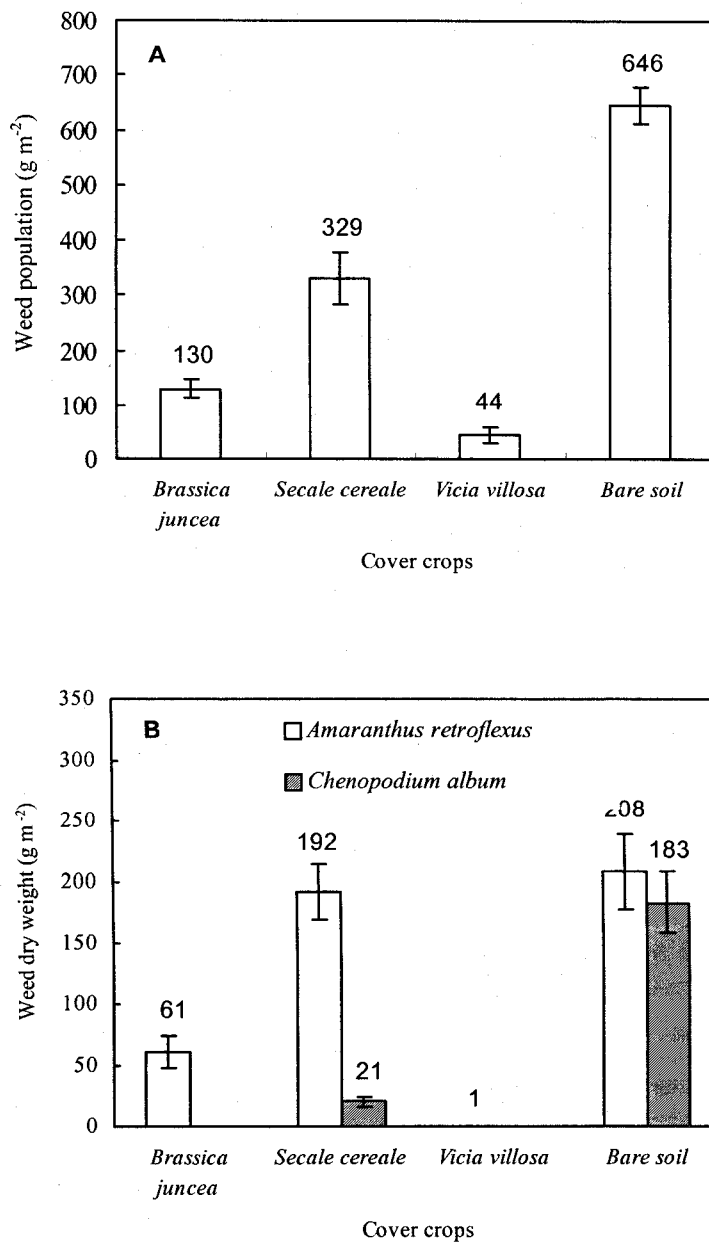 A
Weed population (g m⁻²)
800
700
600
500
400
300
200
100
0
130
329
44
646
Brassica
juncea
Secale cereale
Vicia villosa
Bare soil
Cover crops
B
Weed dry weight (g m⁻²)
350
300
250
200
150
100
50
0
Amaranthus retroflexus
Chenopodium album
61
192
21
1
208
183
Brassica
juncea
Secale cereale
Vicia villosa
Bare soil
Cover crops